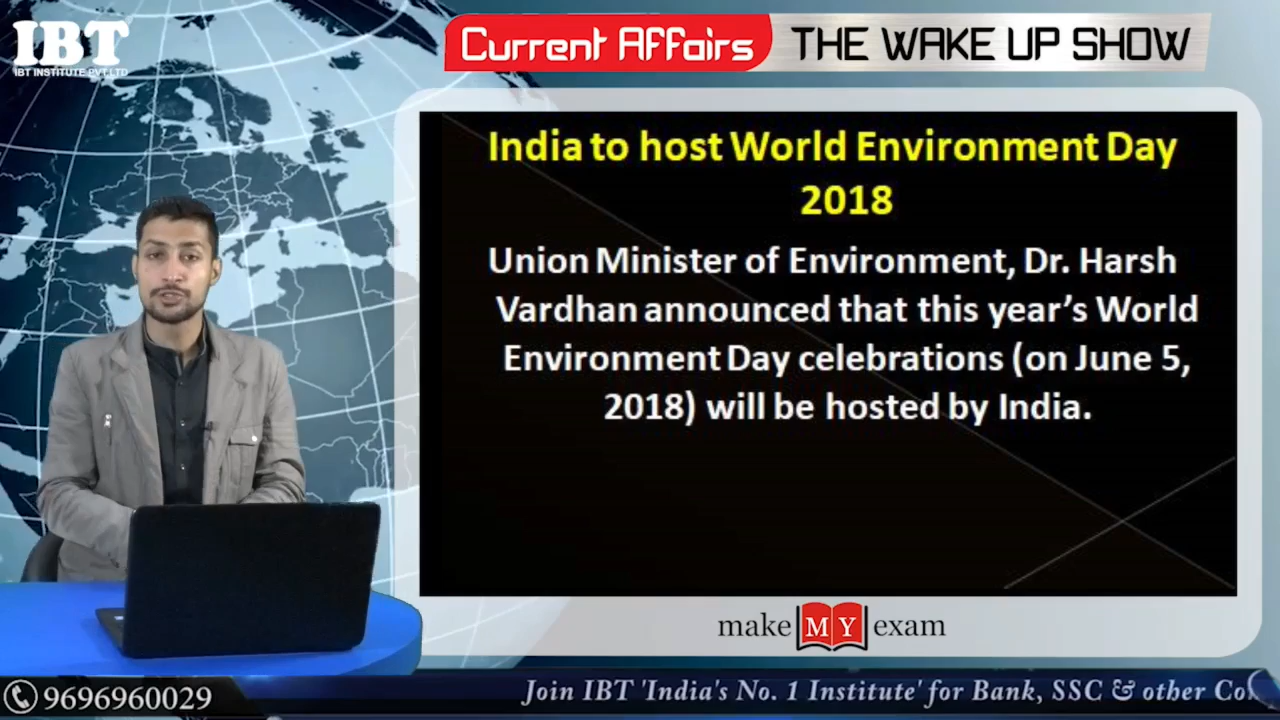 IBT
IBT INSTITUTE PVT.LTD
Current Affairs THE WAKE UP SHOW
India to host World Environment Day
2018
Union Minister of Environment, Dr. Harsh
Vardhan announced that this year’s World
Environment Day celebrations (on June 5,
2018) will be hosted by India.
make MY exam
9696960029
Join IBT 'India's No. 1 Institute' for Bank, SSC & other